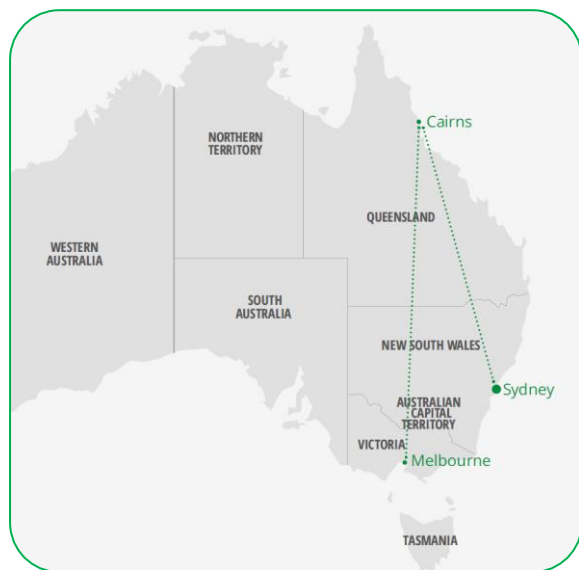 Cairns
NORTHERN
TERRITORY
QUEENSLAND
WESTERN
AUSTRALIA
SOUTH
AUSTRALIA
NEW SOUTH WALES
Sydney
AUSTRALIAN
CAPITAL
TERRITORY
VICTORIA
Melbourne
TASMANIA